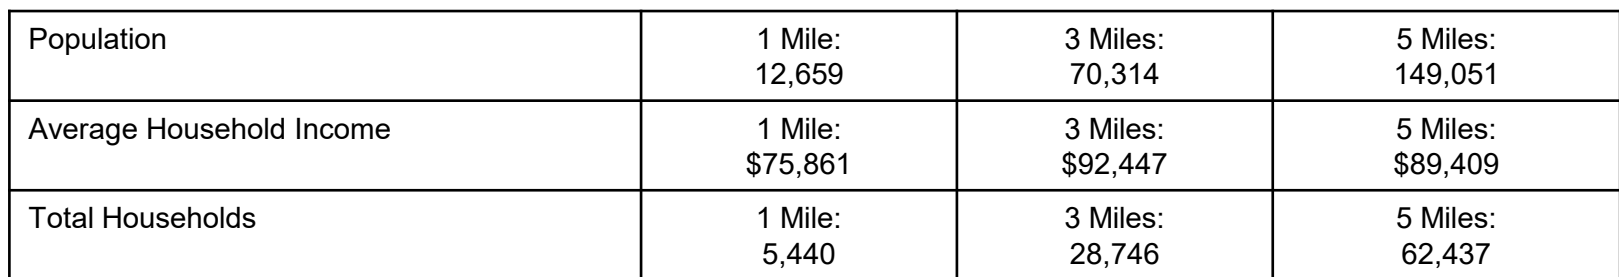 Population
1 Mile:
12,659
3 Miles:
70,314
5 Miles:
149,051
Average Household Income
1 Mile:
$75,861
3 Miles:
$92,447
5 Miles:
$89,409
Total Households
1 Mile:
5,440
3 Miles:
28,746
5 Miles:
62,437